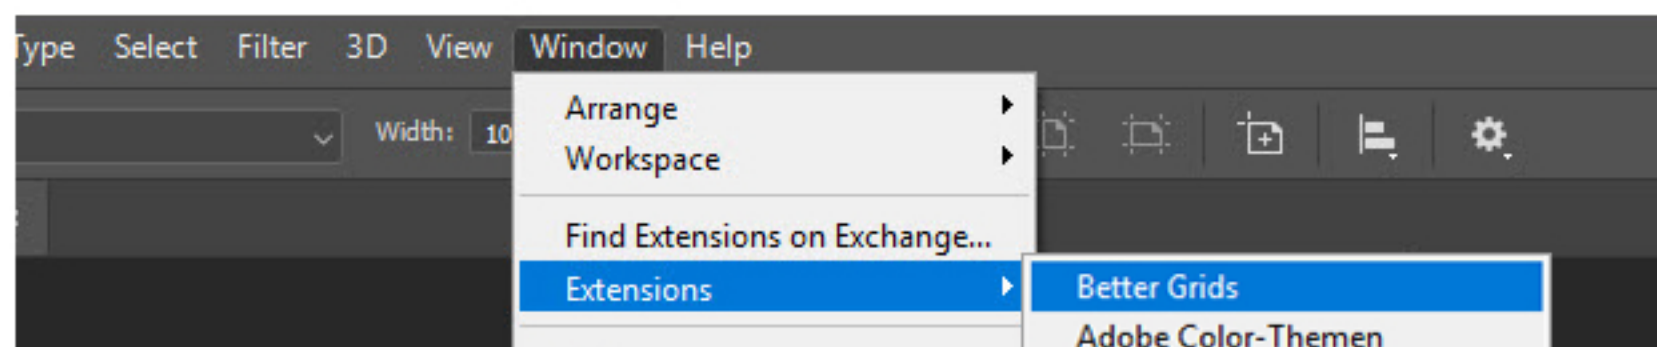 Type Select Filter 3D View Window Help
Width: 10
Arrange
Workspace
Find Extensions on Exchange...
Extensions
Better Grids
Adobe Color-Themen